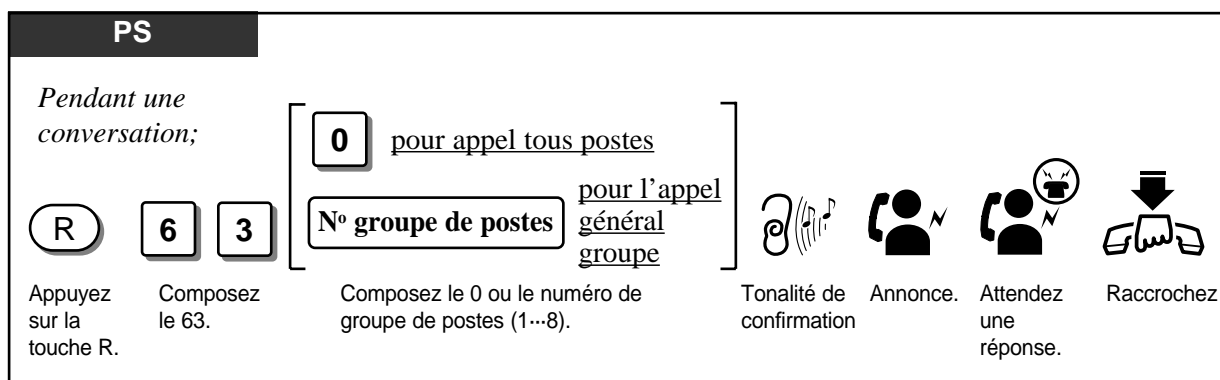 PS
Pendant une
conversation;
0 pour appel tous postes
R 6 3
Nº groupe de postes
pour l'appel
général
groupe
Appuyez
sur la
touche R.
Composez
le 63.
Composez le 0 ou le numéro de
groupe de postes (1···8).
Tonalité de
confirmation
Annonce.
Attendez
une
réponse.
Raccrochez